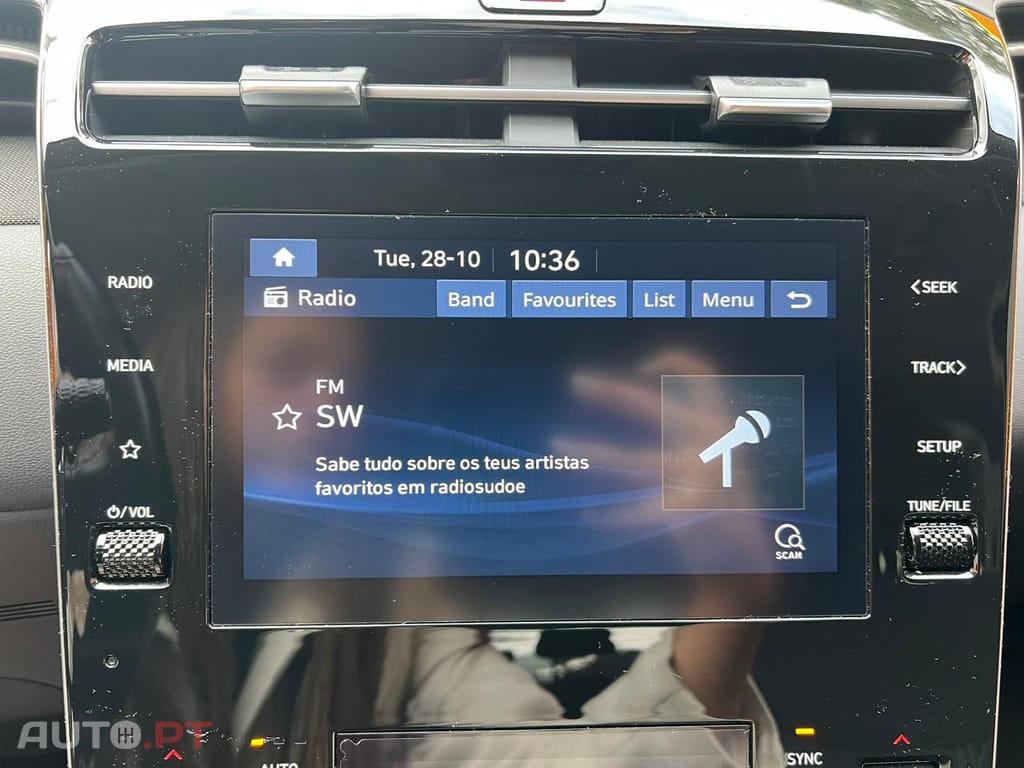 Tue, 28-10 10:36
Radio Band Favourites List Menu
RADIO
<SEEK
MEDIA
TRACK>
FM
SW
SETUP
Sabe tudo sobre os teus artistas
favoritos em radiosudoe
/VOL
TUNE/FILE
SCAN
AUTO.PT
AUTO
SYNC